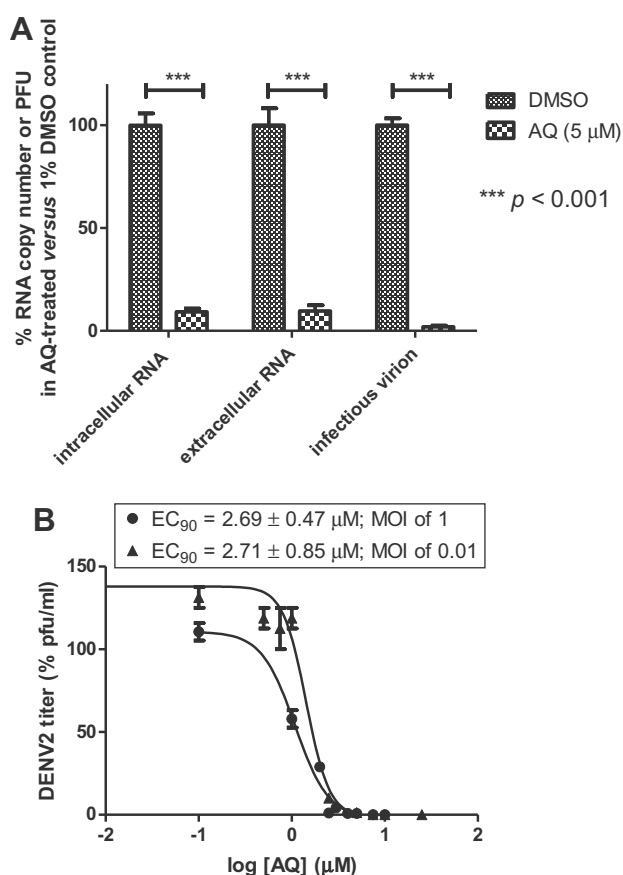 A
% RNA copy number or PFU
in AQ-treated versus 1% DMSO control
100
50
0
***
***
***
DMSO
AQ (5 μM)
*** p < 0.001
intracellular RNA
extracellular RNA
infectious virion
B
EC90 = 2.69 ± 0.47 μM; MOI of 1
EC90 = 2.71 ± 0.85 μM; MOI of 0.01
DENV2 titer (% pfu/ml)
150
100
50
0
-2
-1
0
1
2
log [AQ] (μM)